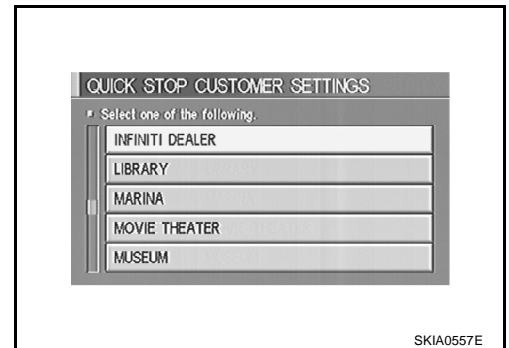 QUICK STOP CUSTOMER SETTINGS
Select one of the following.
INFINITI DEALER
LIBRARY
MARINA
MOVIE THEATER
MUSEUM
SKIA0557E